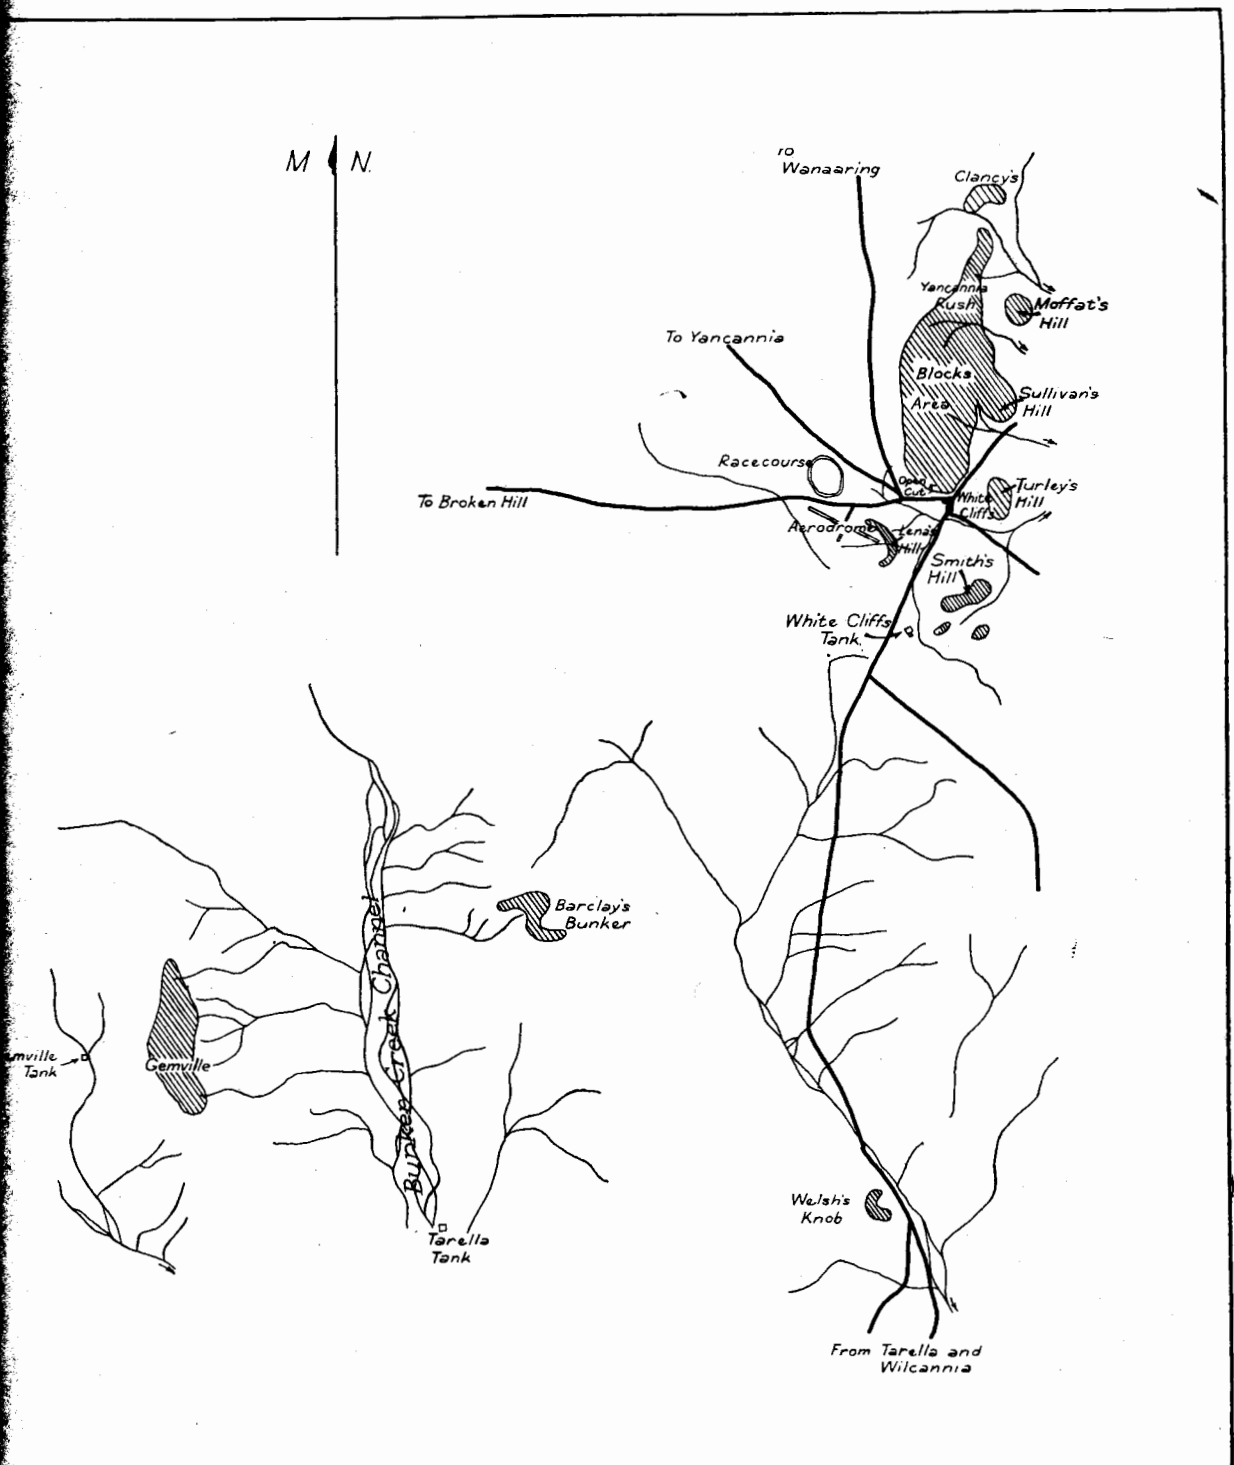 M N.
To
Wanaaring
Clancy's
Yancannia
Rush
Moffat's
Hill
To Yancannia
Blocks
Area
Sullivan's
Hill
Racecourse
To Broken Hill
Open
Cut
White
Cliffs
Turley's
Hill
Aerodrome
Lena's
Hill
Smith's
Hill
White Cliffs
Tank.
Barclay's
Bunker
Bunker Creek Channel
emville
Tank
Gemville
Welsh's
Knob
Tarella
Tank
From Tarella and
Wilcannia